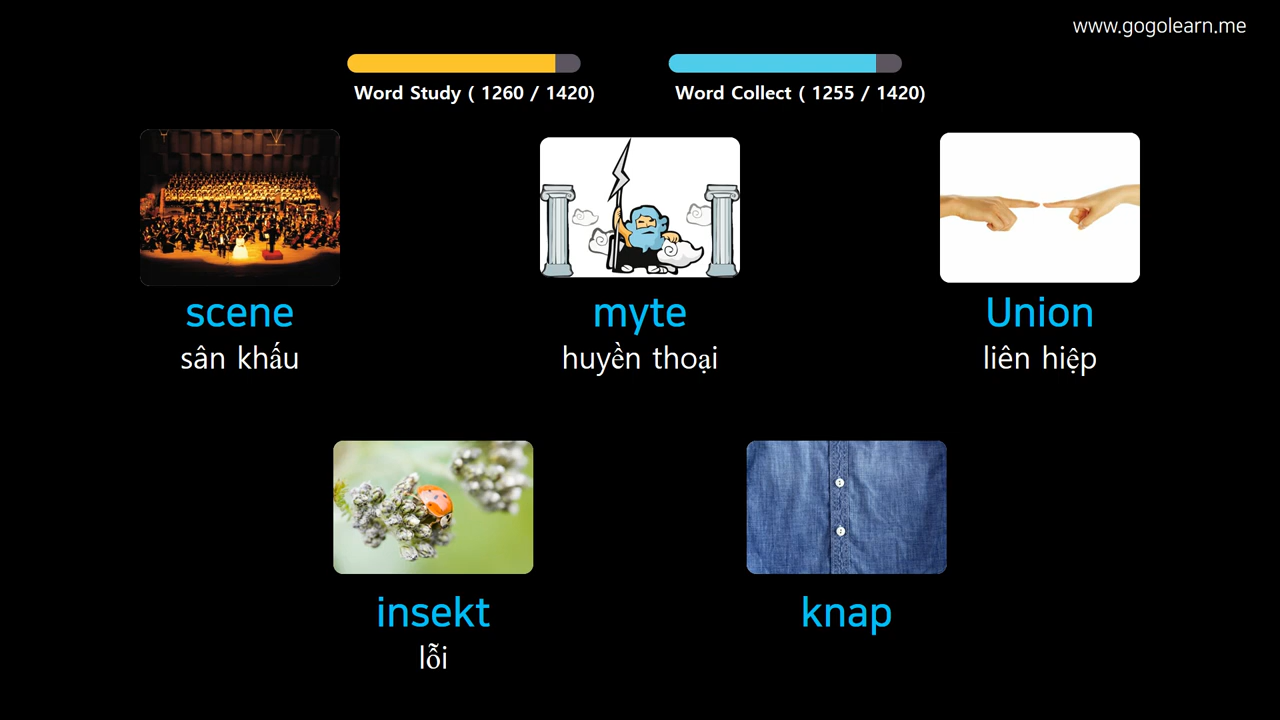 www.gogolearn.me
Word Study ( 1260 / 1420)
Word Collect ( 1255 / 1420)
scene
sân khấu
myte
huyền thoại
Union
liên hiệp
insekt
lỗi
knap